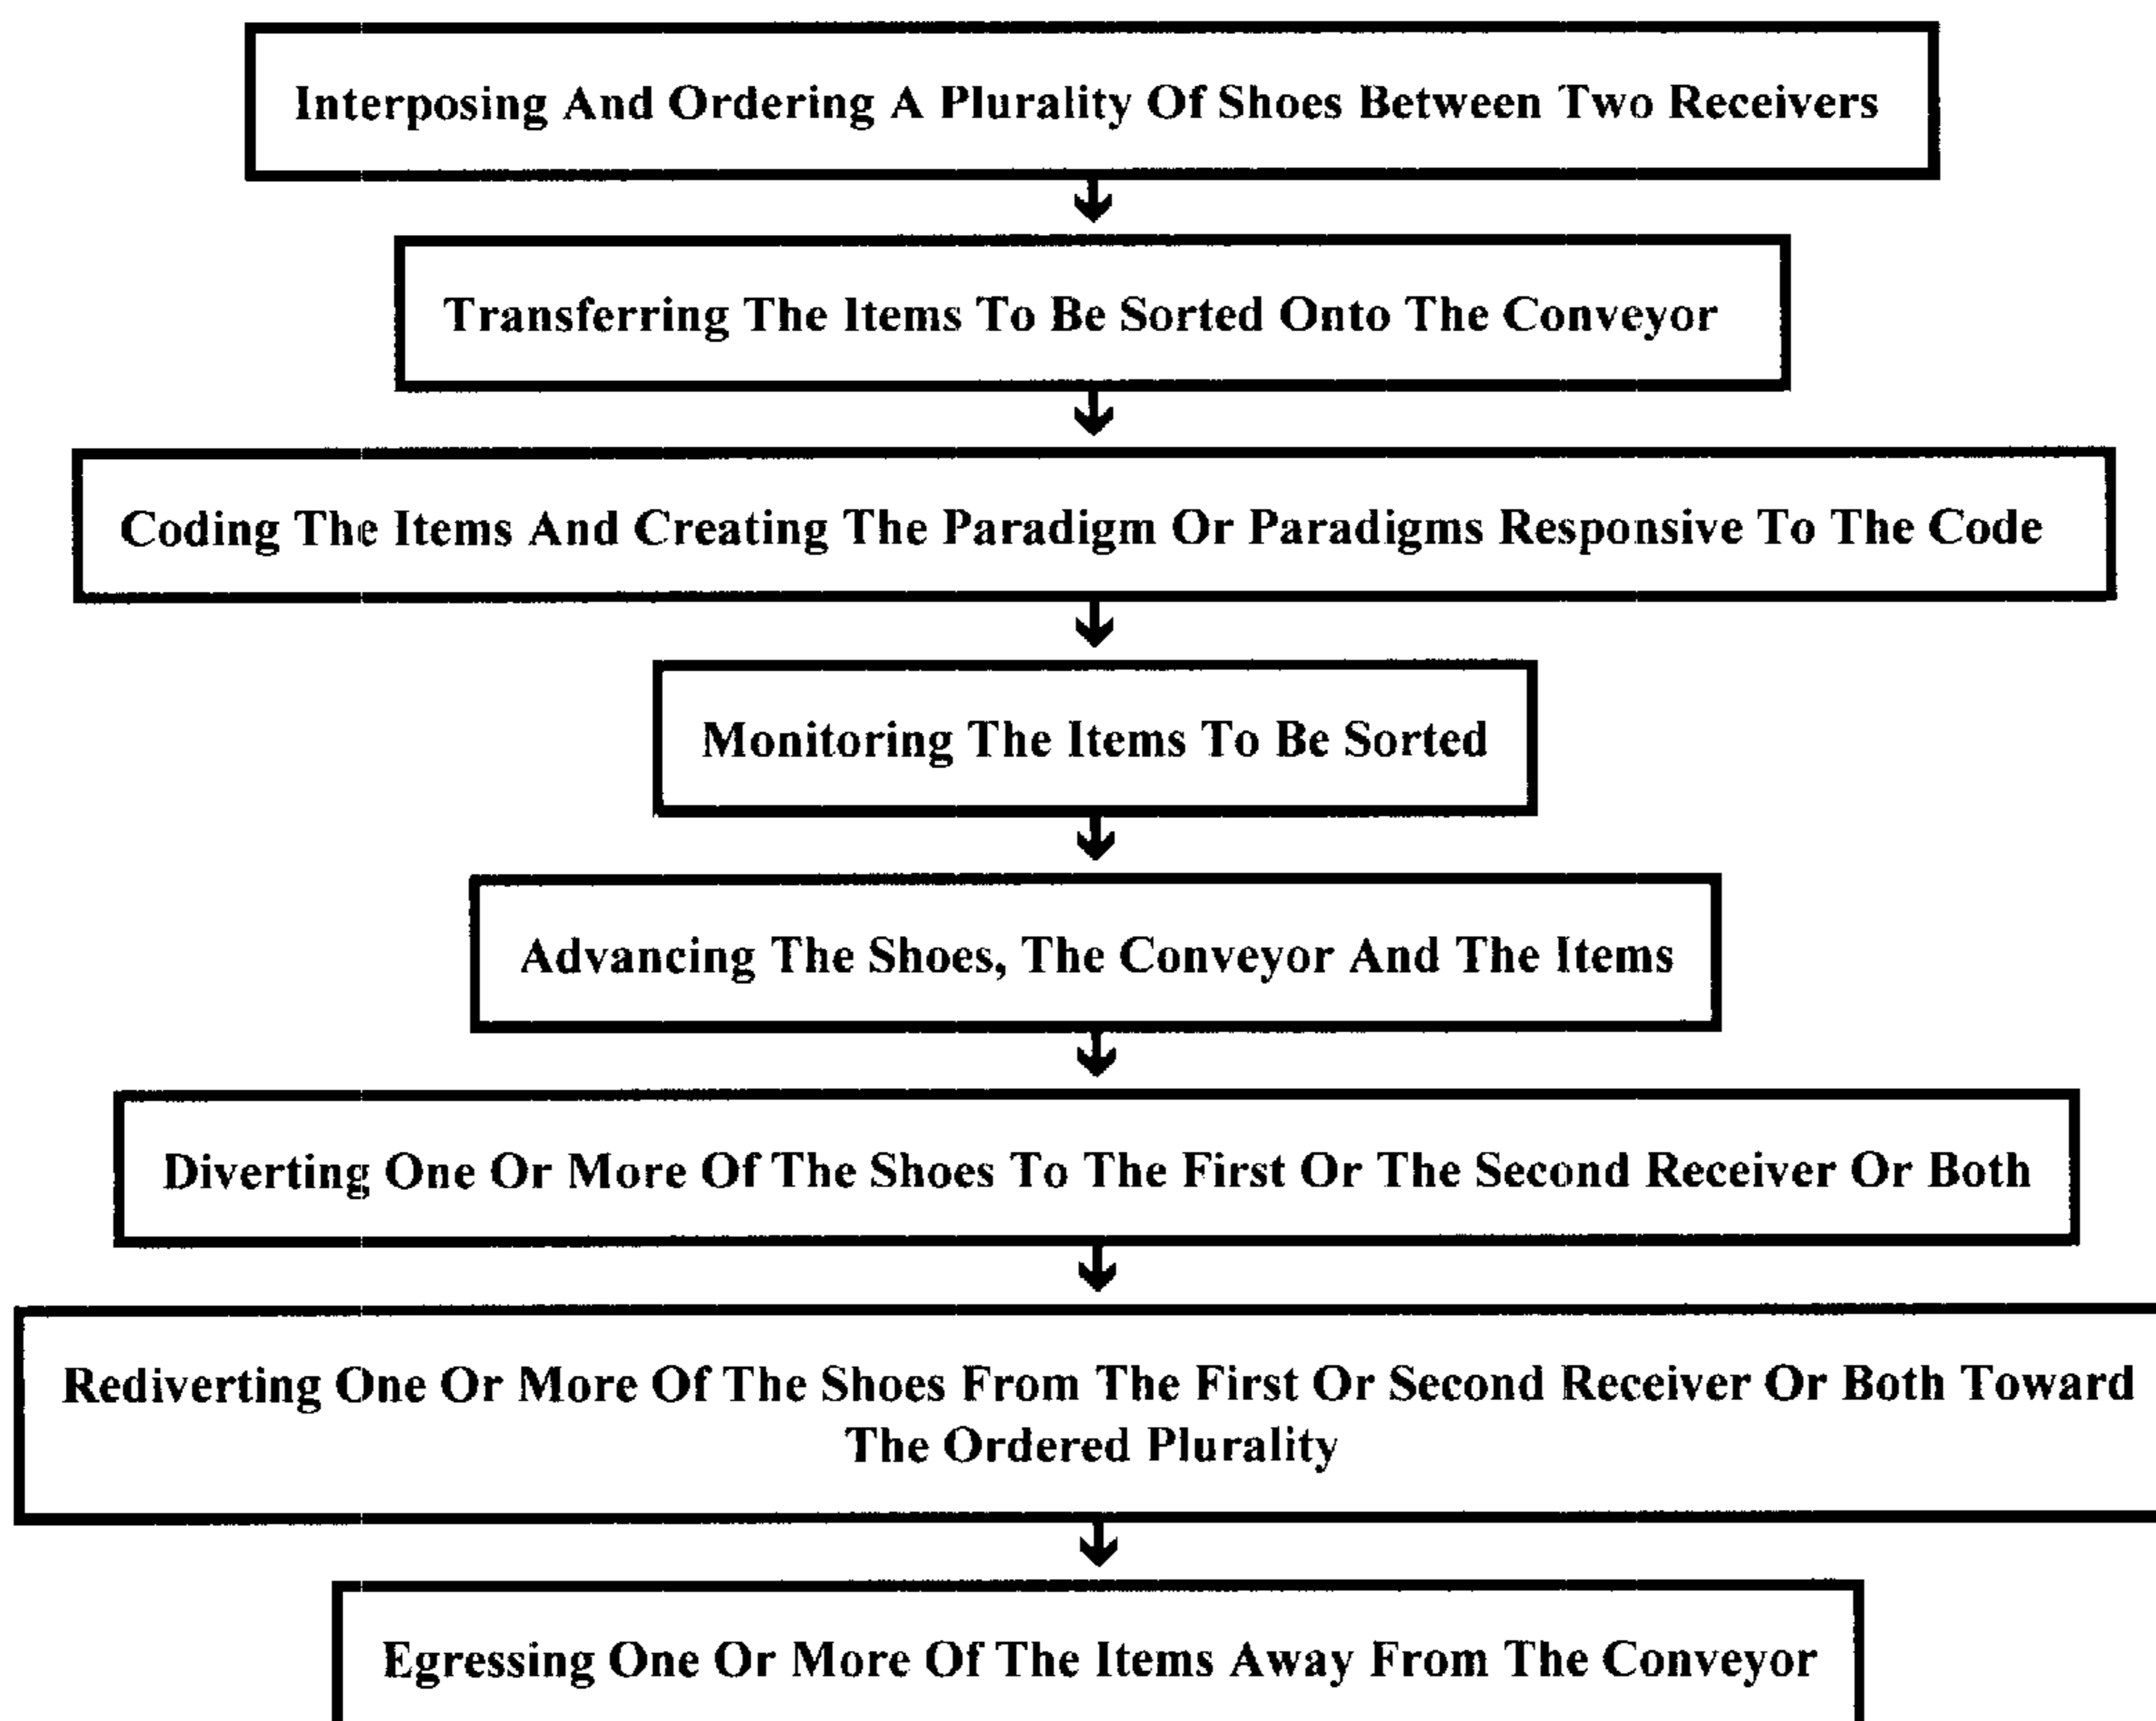 Interposing And Ordering A Plurality Of Shoes Between Two Receivers
Transferring The Items To Be Sorted Onto The Conveyor
Coding The Items And Creating The Paradigm Or Paradigms Responsive To The Code
Monitoring The Items To Be Sorted
Advancing The Shoes, The Conveyor And The Items
Diverting One Or More Of The Shoes To The First Or The Second Receiver Or Both
Rediverting One Or More Of The Shoes From The First Or Second Receiver Or Both Toward
The Ordered Plurality
Egressing One Or More Of The Items Away From The Conveyor